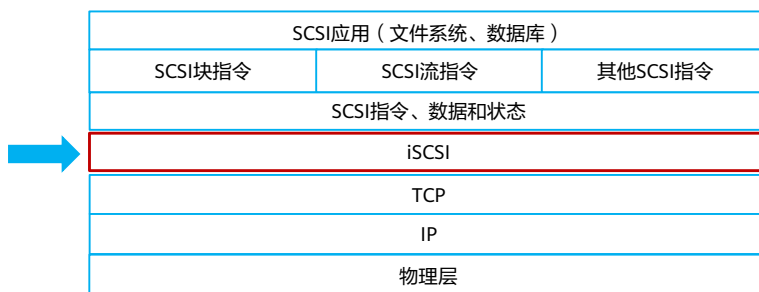 SCSI应用（文件系统、数据库）
SCSI块指令 SCSI流指令 其他SCSI指令
SCSI指令、数据和状态
iSCSI
TCP
IP
物理层